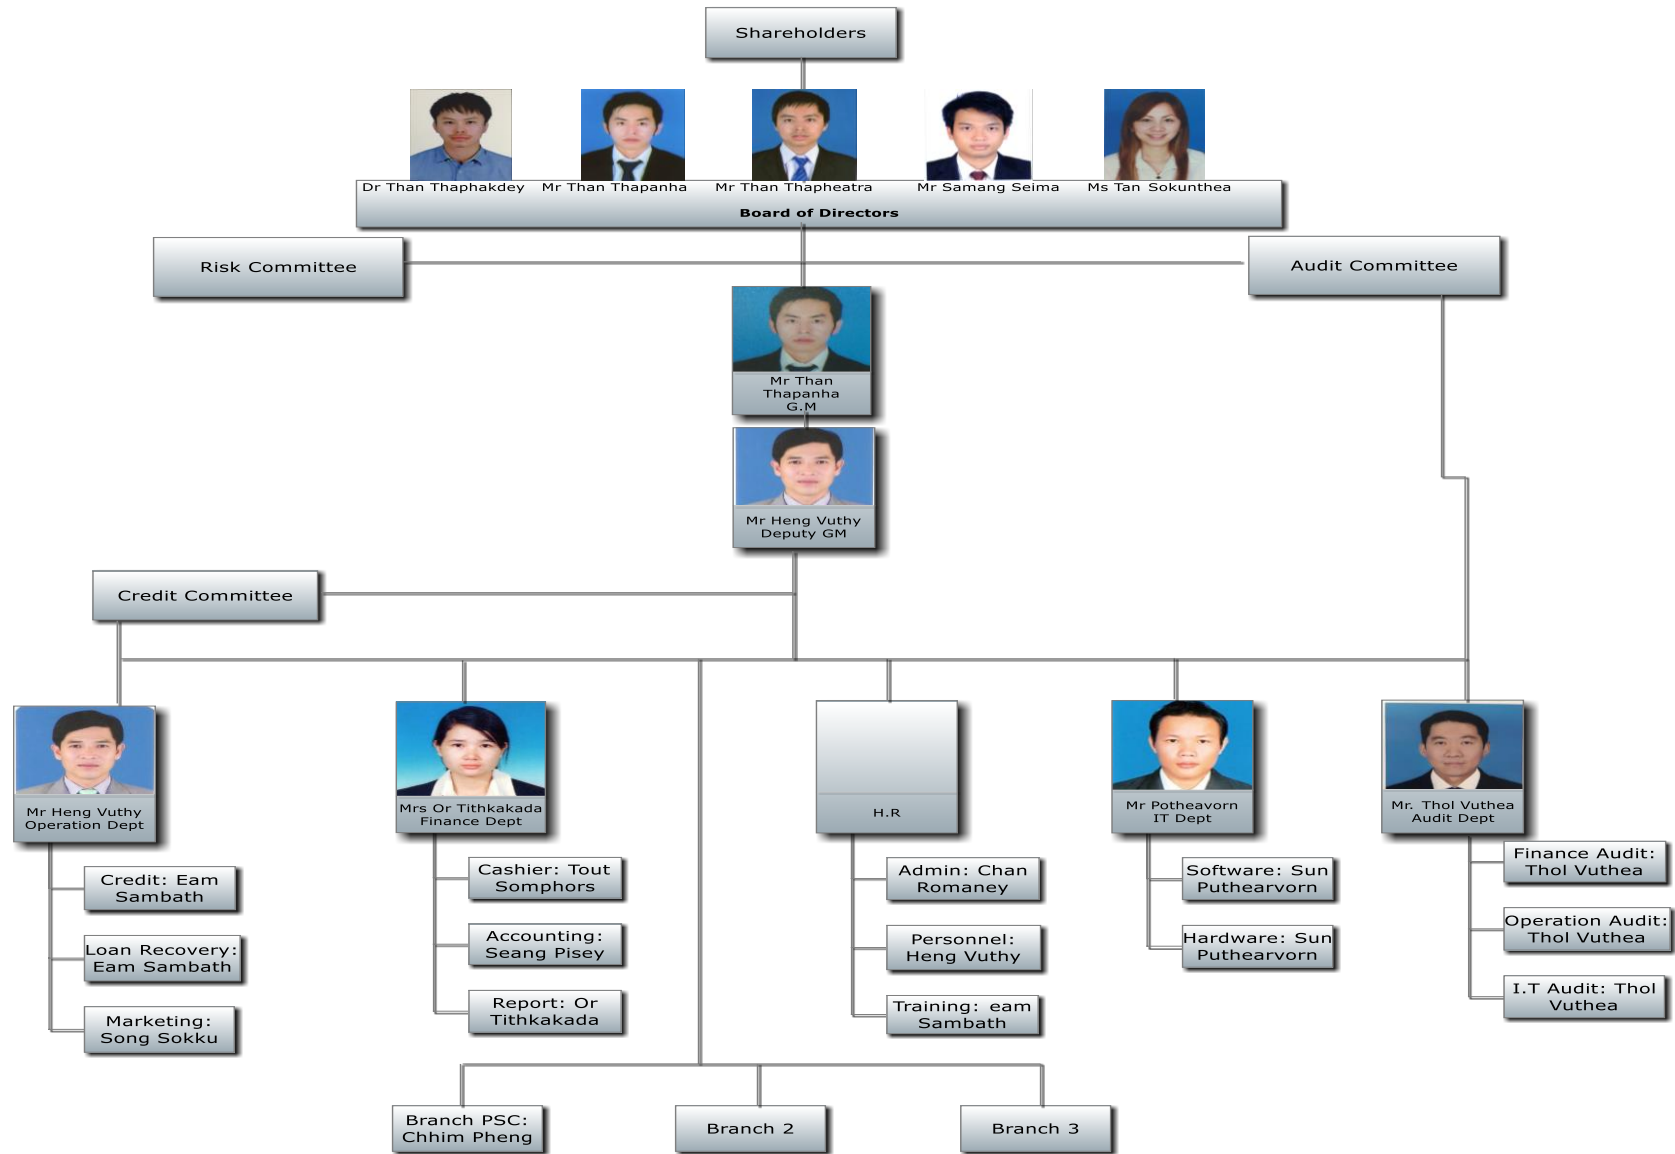 Shareholders
Dr Than Thaphakdey
Mr Than Thapanha
Mr Than Thapheatra
Mr Samang Seima
Ms Tan Sokunthea
Board of Directors
Risk Committee
Audit Committee
Mr Than
Thapanha
G.M
Mr Heng Vuthy
Deputy GM
Credit Committee
Mr Heng Vuthy
Operation Dept
Mrs Or Tithkakada
Finance Dept
H.R
Mr Potheavorn
IT Dept
Mr. Thol Vuthea
Audit Dept
Credit: Eam
Sambath
Loan Recovery:
Eam Sambath
Marketing:
Song Sokku
Cashier: Tout
Somphors
Accounting:
Seang Pisey
Report: Or
Tithkakada
Admin: Chan
Romaney
Personnel:
Heng Vuthy
Training: eam
Sambath
Software: Sun
Puthearvorn
Hardware: Sun
Puthearvorn
Finance Audit:
Thol Vuthea
Operation Audit:
Thol Vuthea
I.T Audit: Thol
Vuthea
Branch PSC:
Chhim Pheng
Branch 2
Branch 3